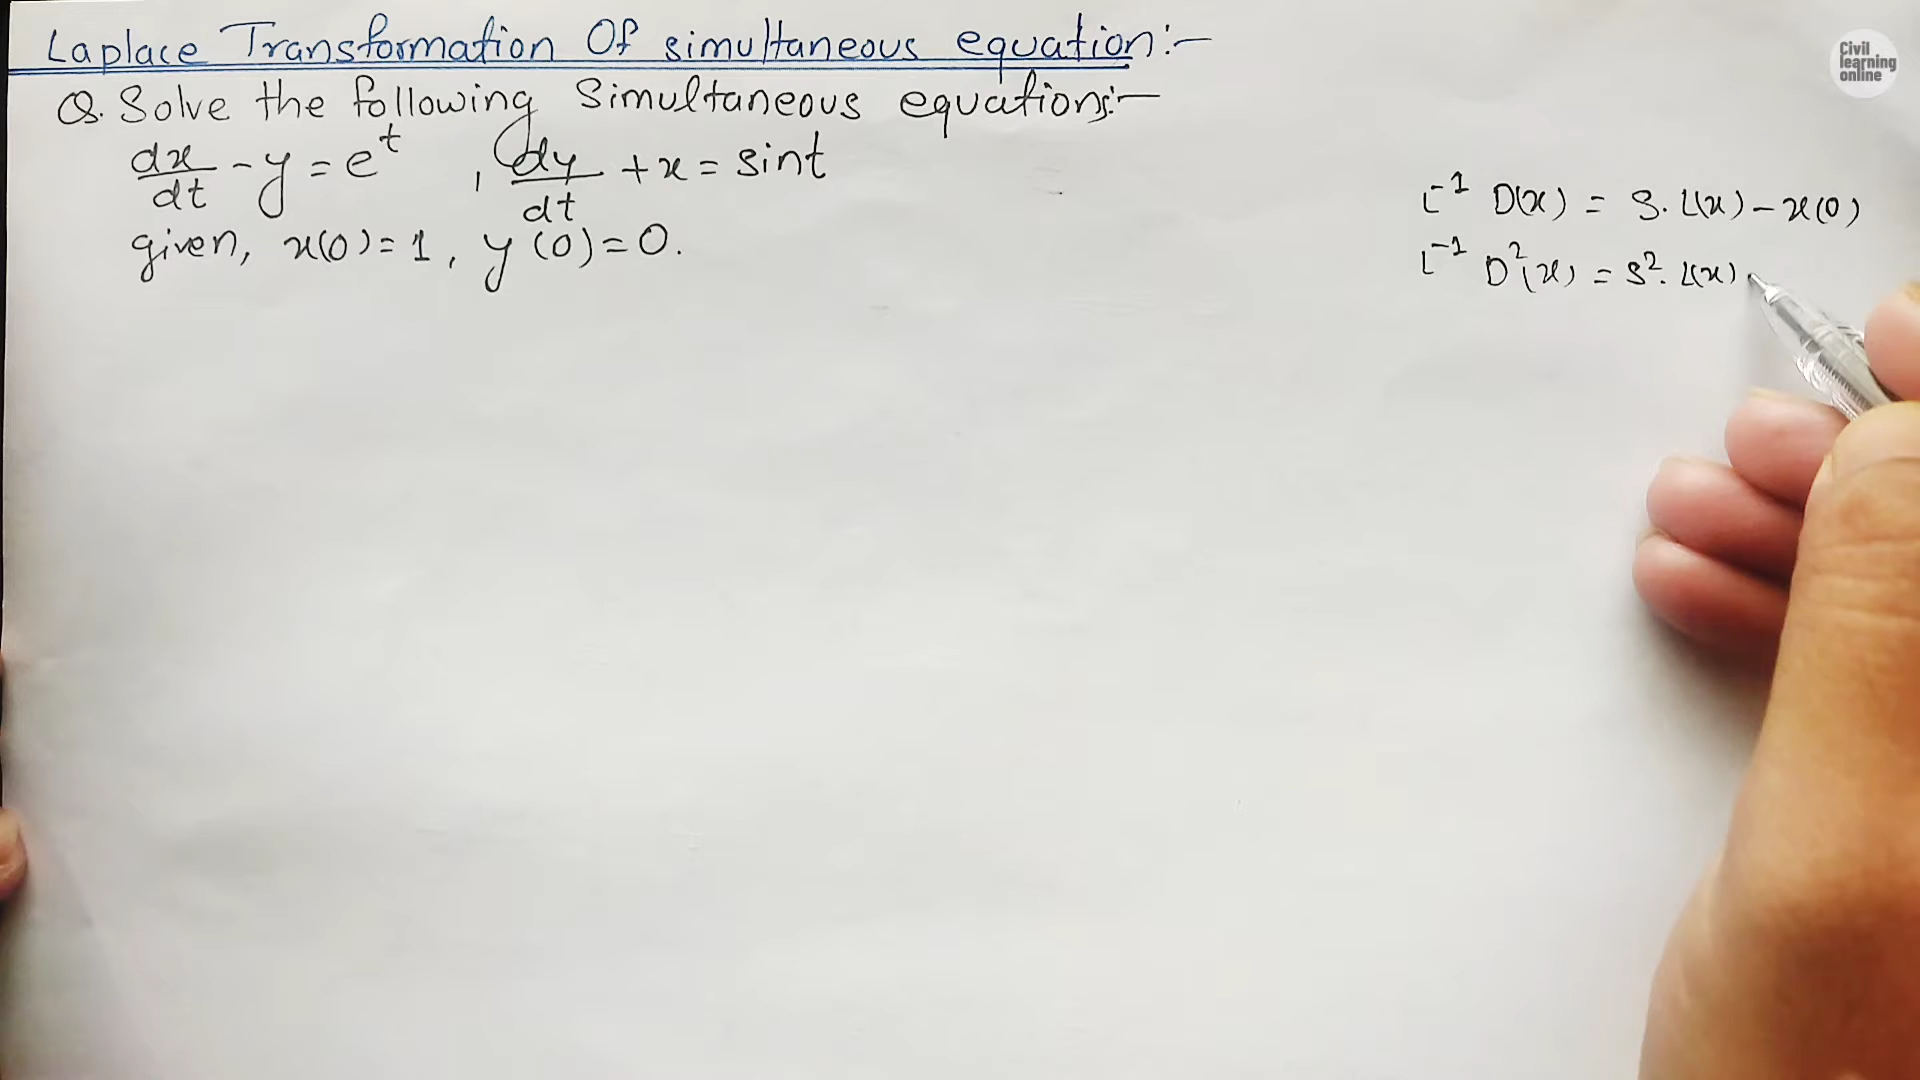 Laplace Transformation Of simultaneous equation:-
Q. Solve the following Simultaneous equations:-
dx/dt - y = e^t , dy/dt + x = sint
given, x(0) = 1, y(0) = 0.
L^-1 D(x) = S. L(x) - x(0)
L^-1 D^2(x) = S^2. L(x)
Civil
learning
online